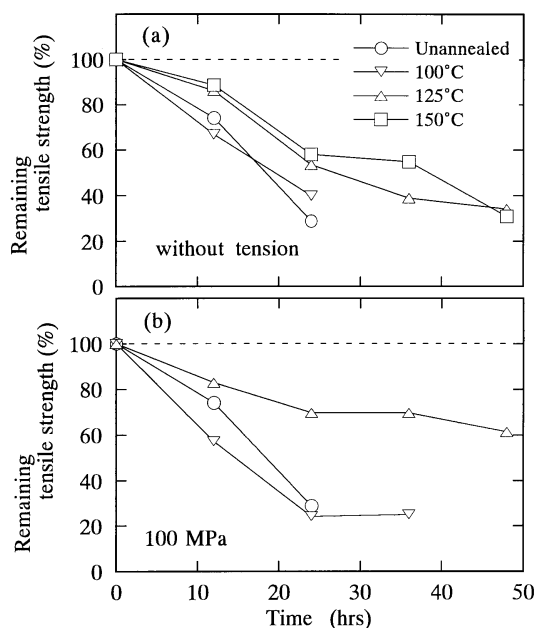 (a)
Unannealed
100°C
125°C
150°C
100
80
60
40
20
0
Remaining
tensile strength (%)
without tension
(b)
100
80
60
40
20
0
Remaining
tensile strength (%)
100 MPa
0 10 20 30 40 50
Time (hrs)